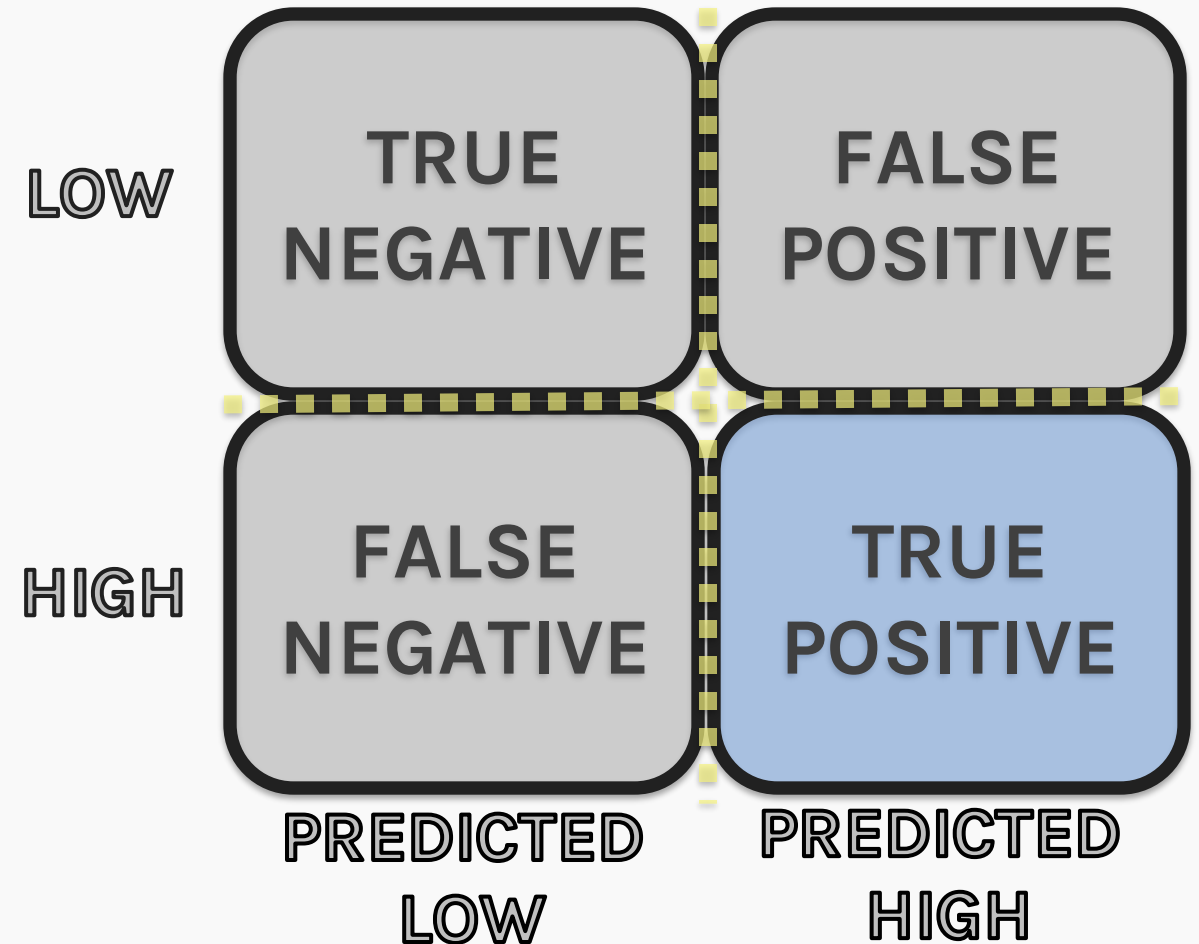 LOW
TRUE
NEGATIVE
FALSE
POSITIVE
HIGH
FALSE
NEGATIVE
TRUE
POSITIVE
PREDICTED
LOW
PREDICTED
HIGH